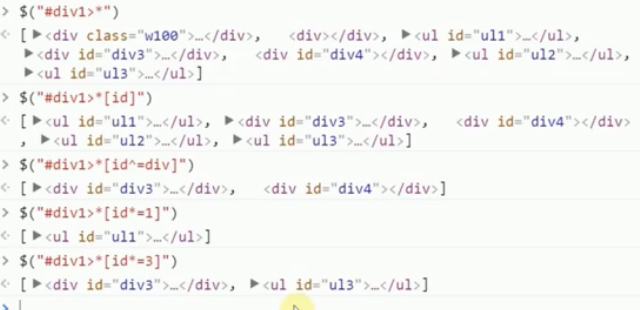 > $("#div1>*")
<· [ ▶<div class="w100">…</div>,   <div></div>, ▶<ul id="ul1">…</ul>,
▶<div id="div3">…</div>,   <div id="div4"></div>, ▶<ul id="ul2">…</ul>,
▶<ul id="ul3">…</ul>]
> $("#div1>*[id]")
<· [ ▶<ul id="ul1">…</ul>, ▶<div id="div3">…</div>,   <div id="div4"></div>
, ▶<ul id="ul2">…</ul>, ▶<ul id="ul3">…</ul>]
> $("#div1>*[id^=div]")
<· [ ▶<div id="div3">…</div>,   <div id="div4"></div>]
> $("#div1>*[id*=1]")
<· [ ▶<ul id="ul1">…</ul>]
> $("#div1>*[id*=3]")
<· [ ▶<div id="div3">…</div>, ▶<ul id="ul3">…</ul>]
>